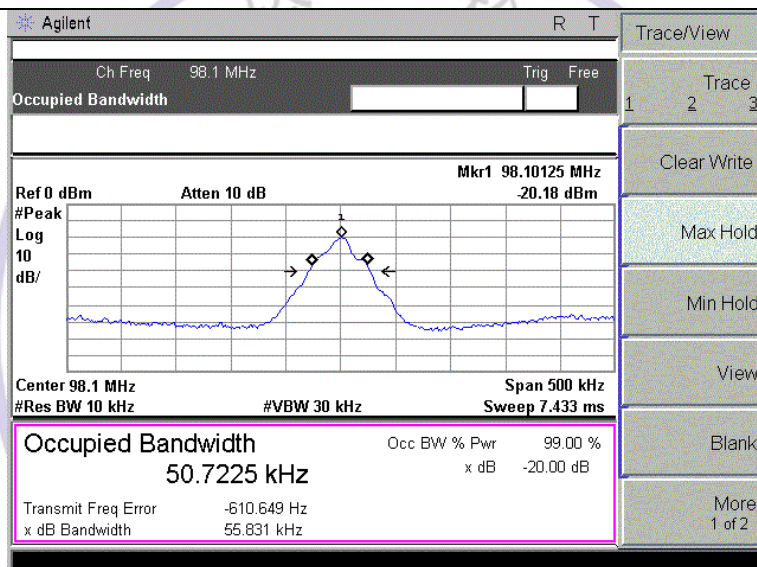 Agilent R T
Trace/View
Ch Freq 98.1 MHz Trig Free
Occupied Bandwidth
Trace
1 2 3
Clear Write
Max Hold
Min Hold
View
Blank
More
1 of 2
Mkr1 98.10125 MHz
Ref 0 dBm Atten 10 dB -20.18 dBm
#Peak
Log
10
dB/
1
Center 98.1 MHz Span 500 kHz
#Res BW 10 kHz #VBW 30 kHz Sweep 7.433 ms
Occupied Bandwidth
50.7225 kHz
Occ BW % Pwr 99.00 %
x dB -20.00 dB
Transmit Freq Error -610.649 Hz
x dB Bandwidth 55.831 kHz